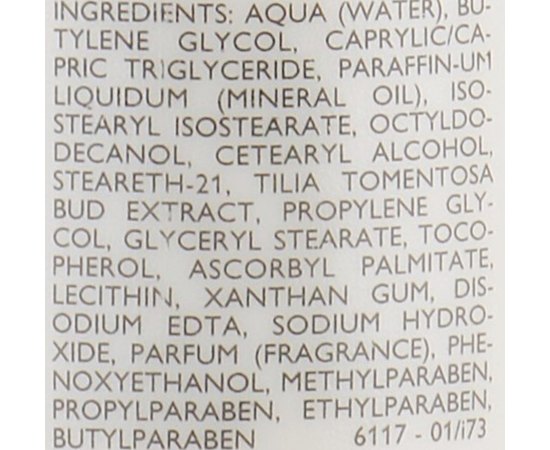 INGREDIENTS: AQUA (WATER), BU-
TYLENE GLYCOL, CAPRYLIC/CA-
PRIC TRIGLYCERIDE, PARAFFIN-UM
LIQUIDUM (MINERAL OIL), ISO-
STEARYL ISOSTEARATE, OCTYLDO-
DECANOL, CETEARYL ALCOHOL,
STEARETH-21, TILIA TOMENTOSA
BUD EXTRACT, PROPYLENE GLY-
COL, GLYCERYL STEARATE, TOCO-
PHEROL, ASCORBYL PALMITATE,
LECITHIN, XANTHAN GUM, DIS-
ODIUM EDTA, SODIUM HYDRO-
XIDE, PARFUM (FRAGRANCE), PHE-
NOXYETHANOL, METHYLPARABEN,
PROPYLPARABEN, ETHYLPARABEN,
BUTYLPARABEN 6117 - 01/i73